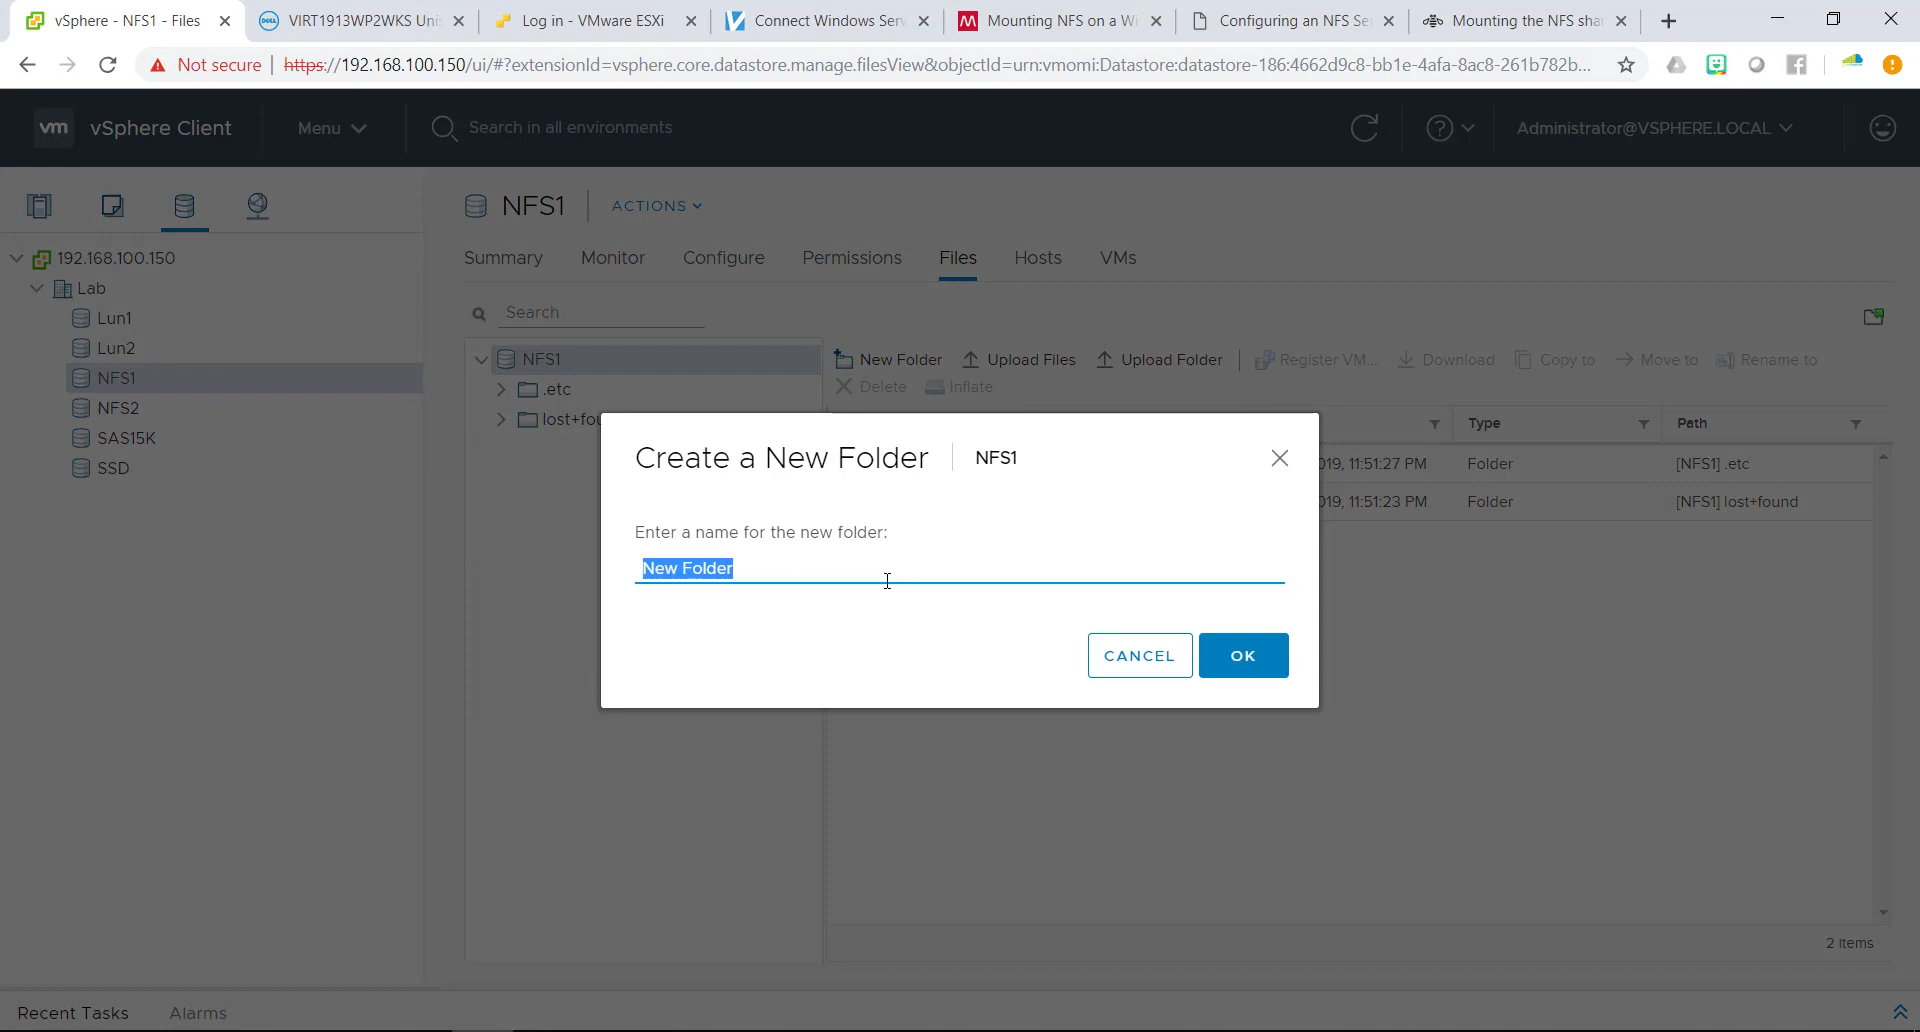 vSphere - NFS1 - Files
VIRT1913WP2WKS Unis
Log in - VMware ESXi
Connect Windows Serv
Mounting NFS on a Wi
Configuring an NFS Se
Mounting the NFS sha
Not secure
https://192.168.100.150/ui/#?extensionId=vsphere.core.datastore.manage.filesView&objectId=urn:vmomi:Datastore:datastore-186:4662d9c8-bb1e-4afa-8ac8-261b782b...
vm
vSphere Client
Menu
Search in all environments
Administrator@VSPHERE.LOCAL
192.168.100.150
Lab
Lun1
Lun2
NFS1
NFS2
SAS15K
SSD
NFS1
ACTIONS
Summary
Monitor
Configure
Permissions
Files
Hosts
VMs
Search
NFS1
.etc
lost+fou
New Folder
Upload Files
Upload Folder
Register VM...
Download
Copy to
Move to
Rename to
Delete
Inflate
Type
Path
019, 11:51:27 PM
Folder
[NFS1] .etc
019, 11:51:23 PM
Folder
[NFS1] lost+found
Create a New Folder
NFS1
Enter a name for the new folder:
New Folder
CANCEL
OK
2 items
Recent Tasks
Alarms